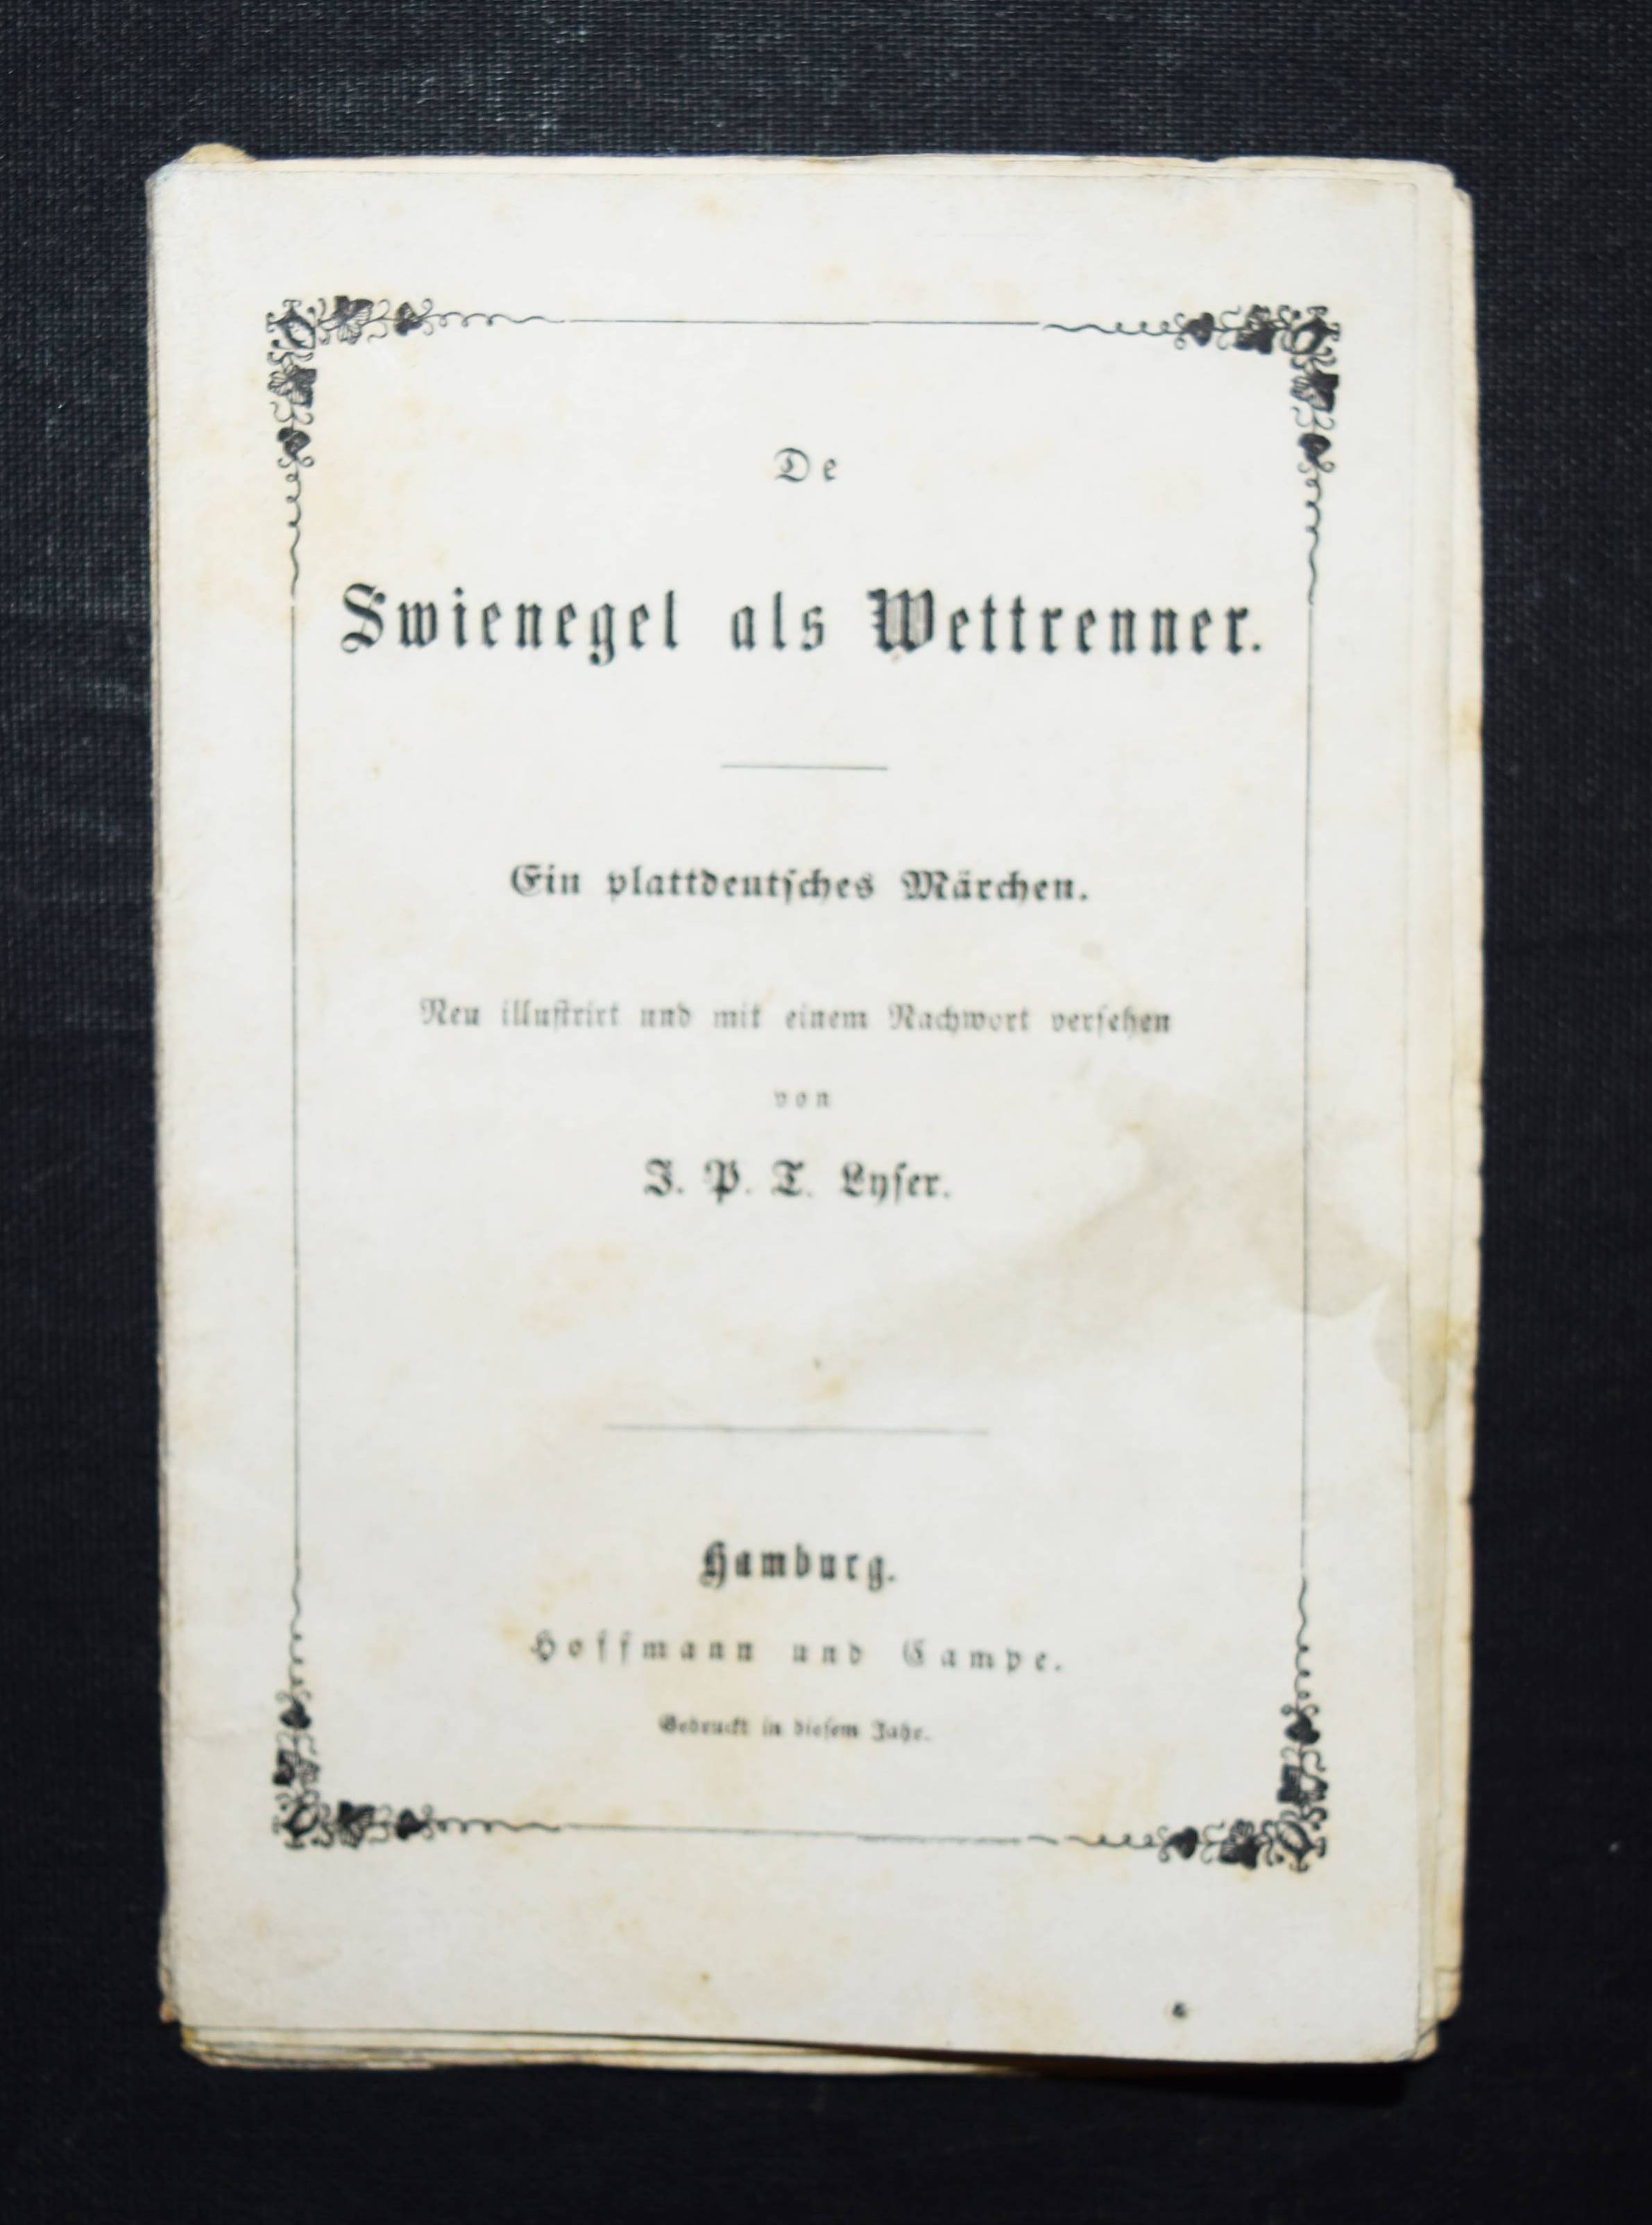 De
Swienegel als Wettrenner.
Ein plattdeutsches Märchen.
Neu illustrirt und mit einem Nachwort versehen
von
J. P. T. Lyser.
Hamburg.
Hoffmann und Campe.
Gedruckt in diesem Jahr.